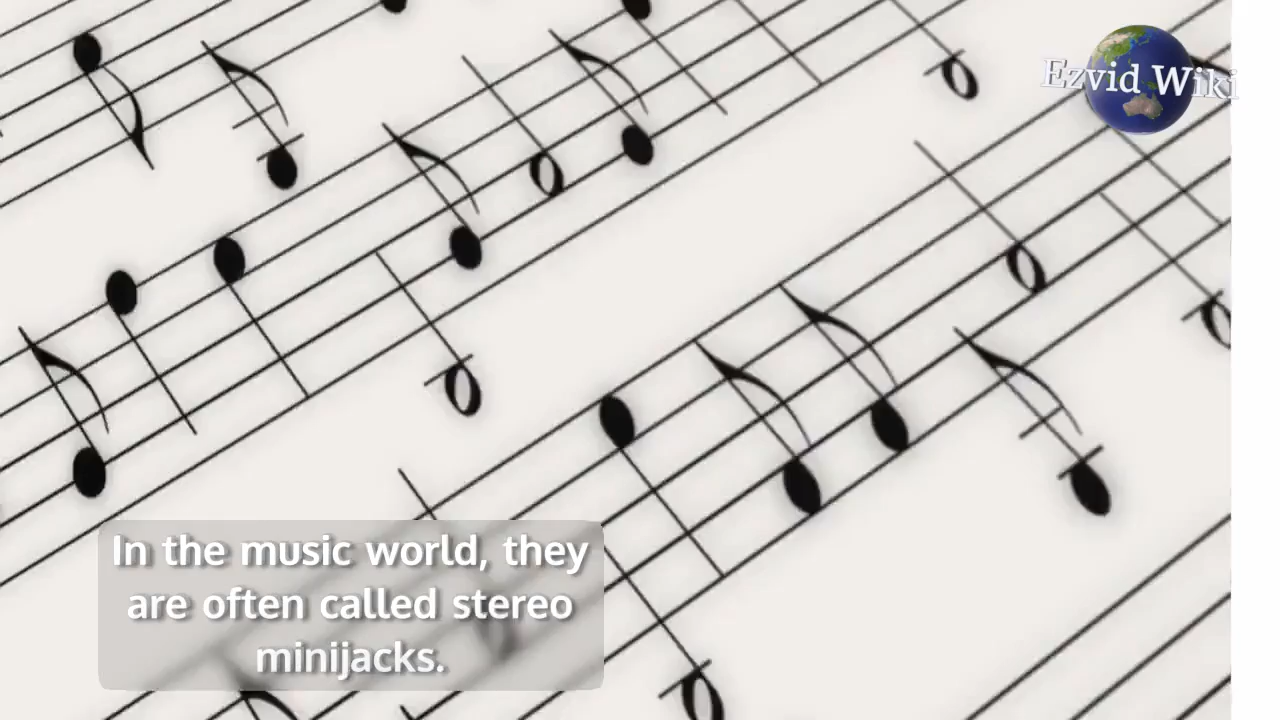 Ezvid Wiki
In the music world, they
are often called stereo
minijacks.